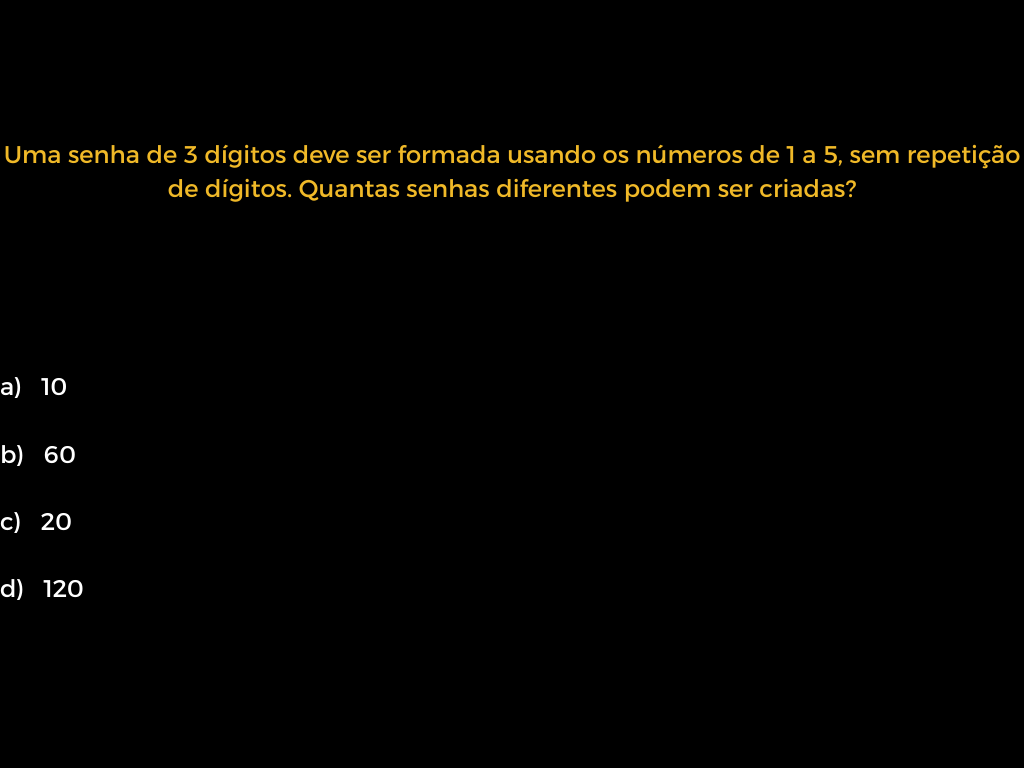 Uma senha de 3 dígitos deve ser formada usando os números de 1 a 5, sem repetição
de dígitos. Quantas senhas diferentes podem ser criadas?
a) 10
b) 60
c) 20
d) 120